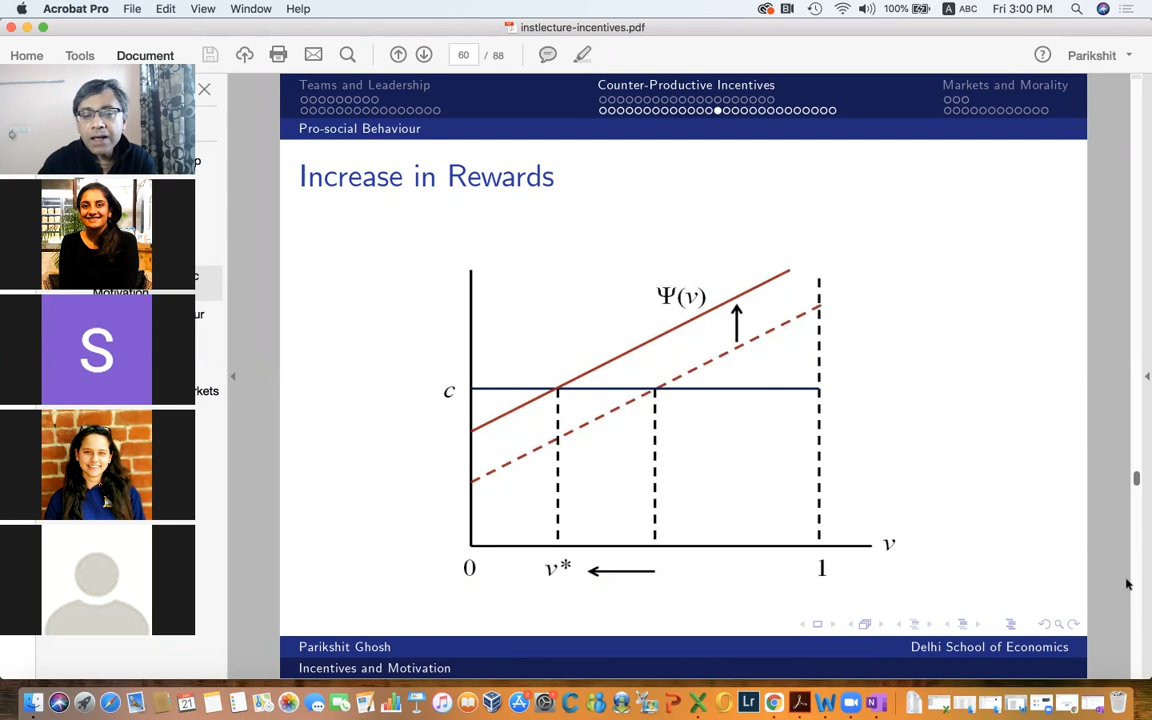 Acrobat Pro File Edit View Window Help
100% A ABC Fri 3:00 PM
instlecture-incentives.pdf
Home Tools Document 60 / 88 Parikshit
Teams and Leadership Counter-Productive Incentives Markets and Morality
Pro-social Behaviour
Increase in Rewards
Motivation
rkets
S
Ψ(v)
c
v
0 v* 1
Parikshit Ghosh Delhi School of Economics
Incentives and Motivation